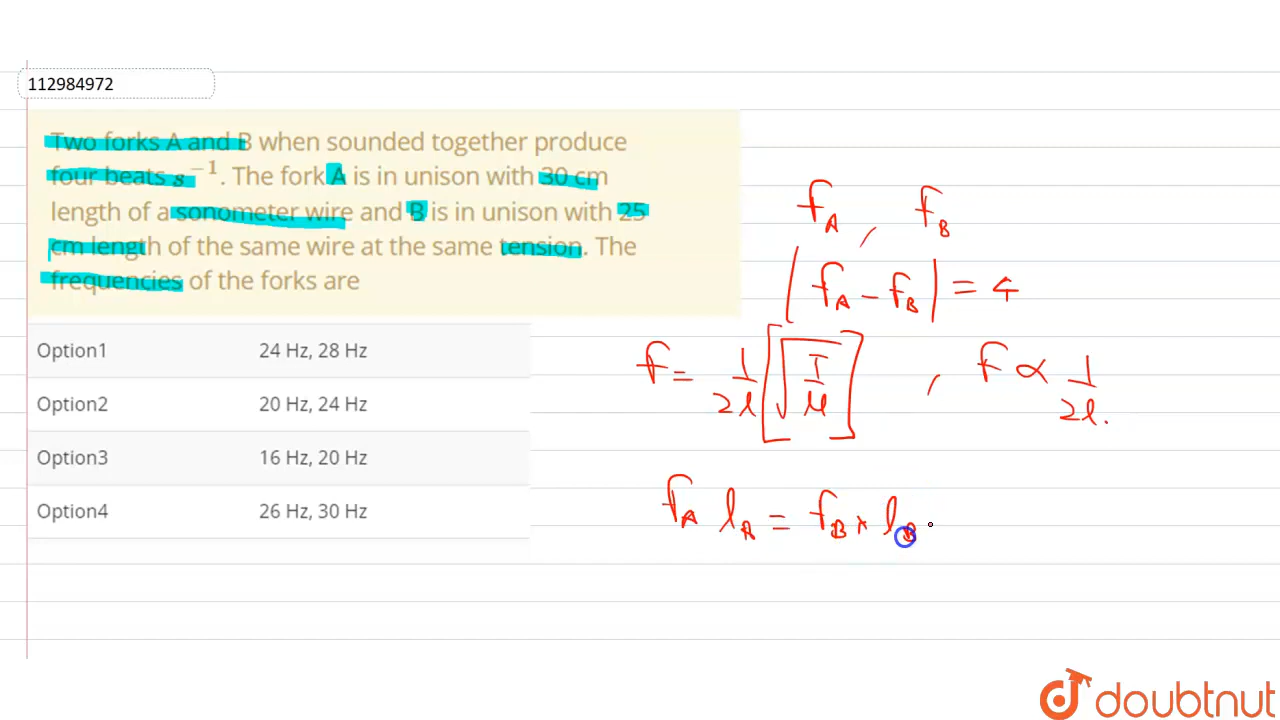 112984972
Two forks A and B when sounded together produce
four beats s⁻¹. The fork A is in unison with 30 cm
length of a sonometer wire and B is in unison with 25
cm length of the same wire at the same tension. The
frequencies of the forks are
Option1 24 Hz, 28 Hz
Option2 20 Hz, 24 Hz
Option3 16 Hz, 20 Hz
Option4 26 Hz, 30 Hz
f_A , f_B
|f_A - f_B| = 4
f = 1/2l [√(T/μ)] , f ∝ 1/2l.
f_A l_A = f_B × l_B
doubtnut